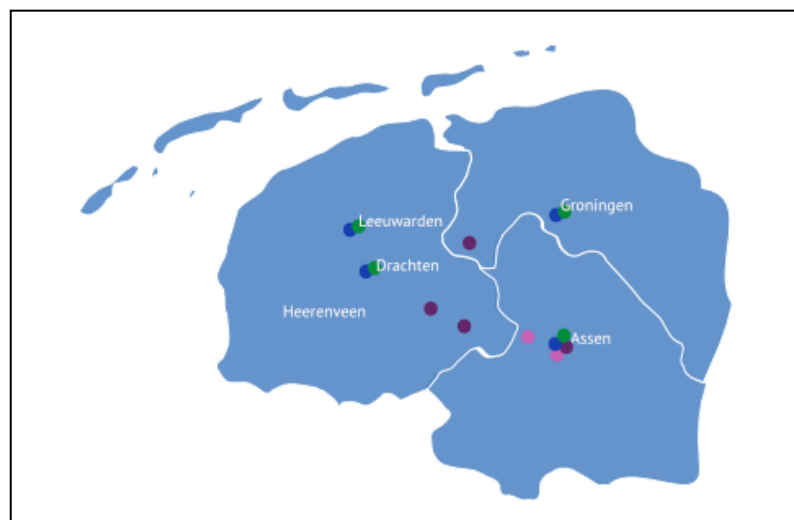 Groningen
Leeuwarden
Drachten
Heerenveen
Assen